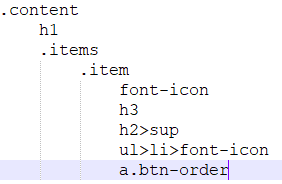 .content
h1
.items
.item
font-icon
h3
h2>sup
ul>li>font-icon
a.btn-order